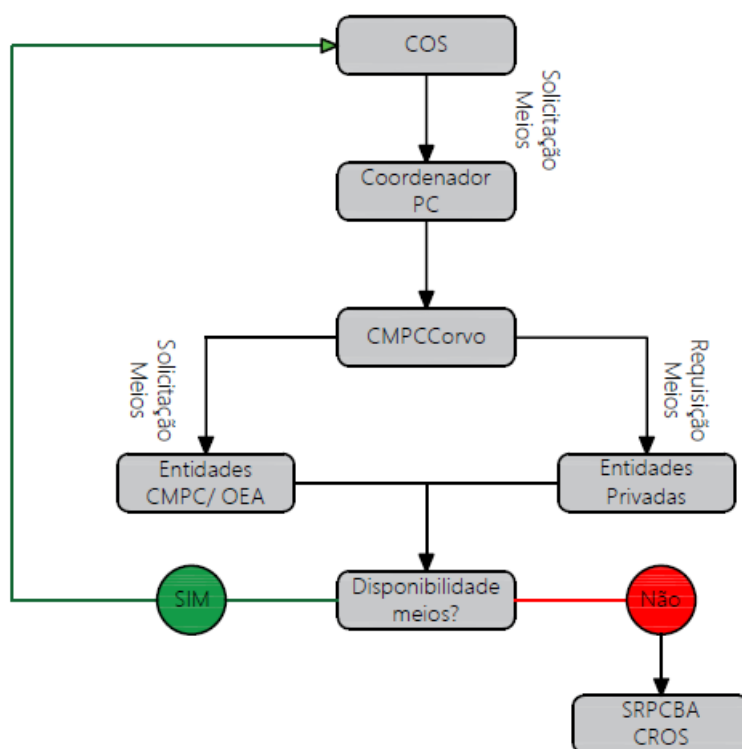 COS
Solicitação
Meios
Coordenador
PC
CMPCCorvo
Solicitação
Meios
Requisição
Meios
Entidades
CMPC/ OEA
Entidades
Privadas
SIM
Disponibilidade
meios?
Não
SRPCBA
CROS